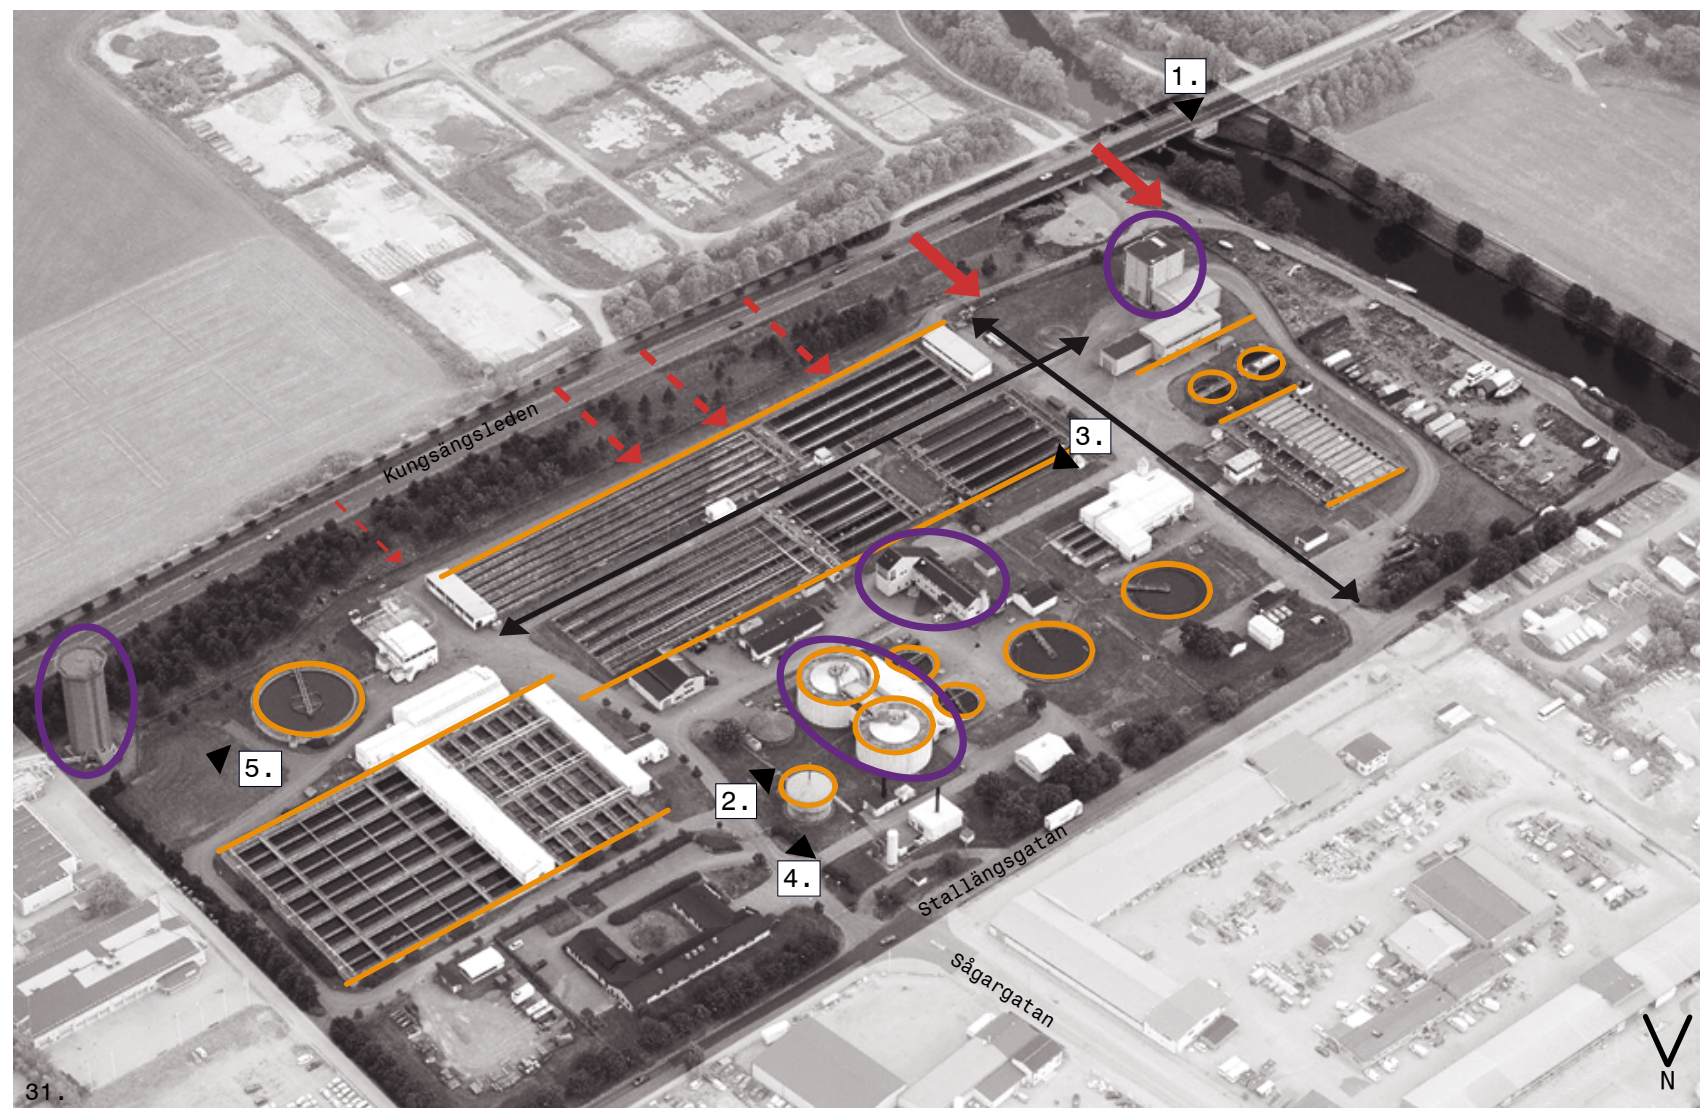 1.
Kungsängsleden
3.
5.
2.
4.
Stallängsgatan
Sågargatan
N
31.